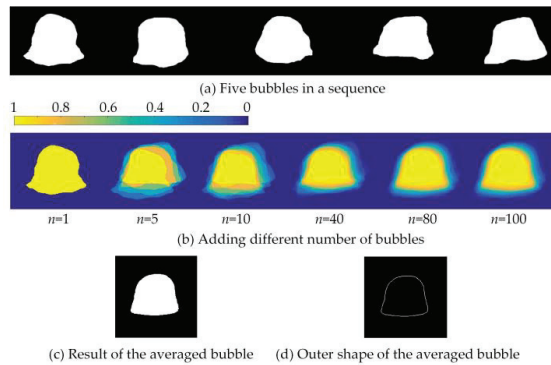 (a) Five bubbles in a sequence
1 0.8 0.6 0.4 0.2 0
n=1 n=5 n=10 n=40 n=80 n=100
(b) Adding different number of bubbles
(c) Result of the averaged bubble (d) Outer shape of the averaged bubble